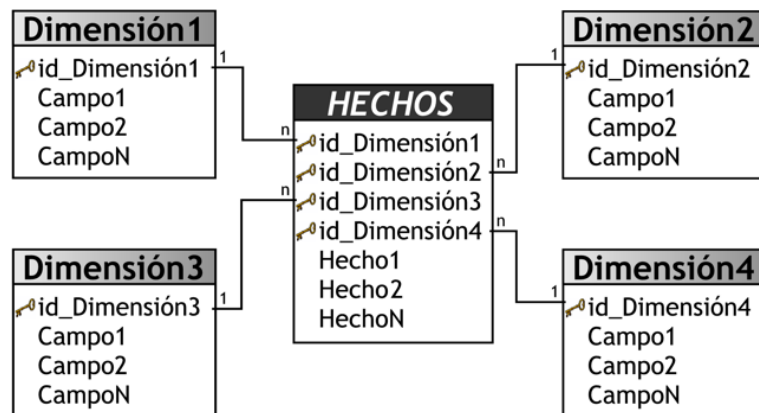 Dimensión1
id_Dimensión1
Campo1
Campo2
CampoN
1
n
HECHOS
id_Dimensión1
id_Dimensión2
id_Dimensión3
id_Dimensión4
Hecho1
Hecho2
HechoN
Dimensión2
id_Dimensión2
Campo1
Campo2
CampoN
1
n
Dimensión3
id_Dimensión3
Campo1
Campo2
CampoN
1
n
Dimensión4
id_Dimensión4
Campo1
Campo2
CampoN
1
n